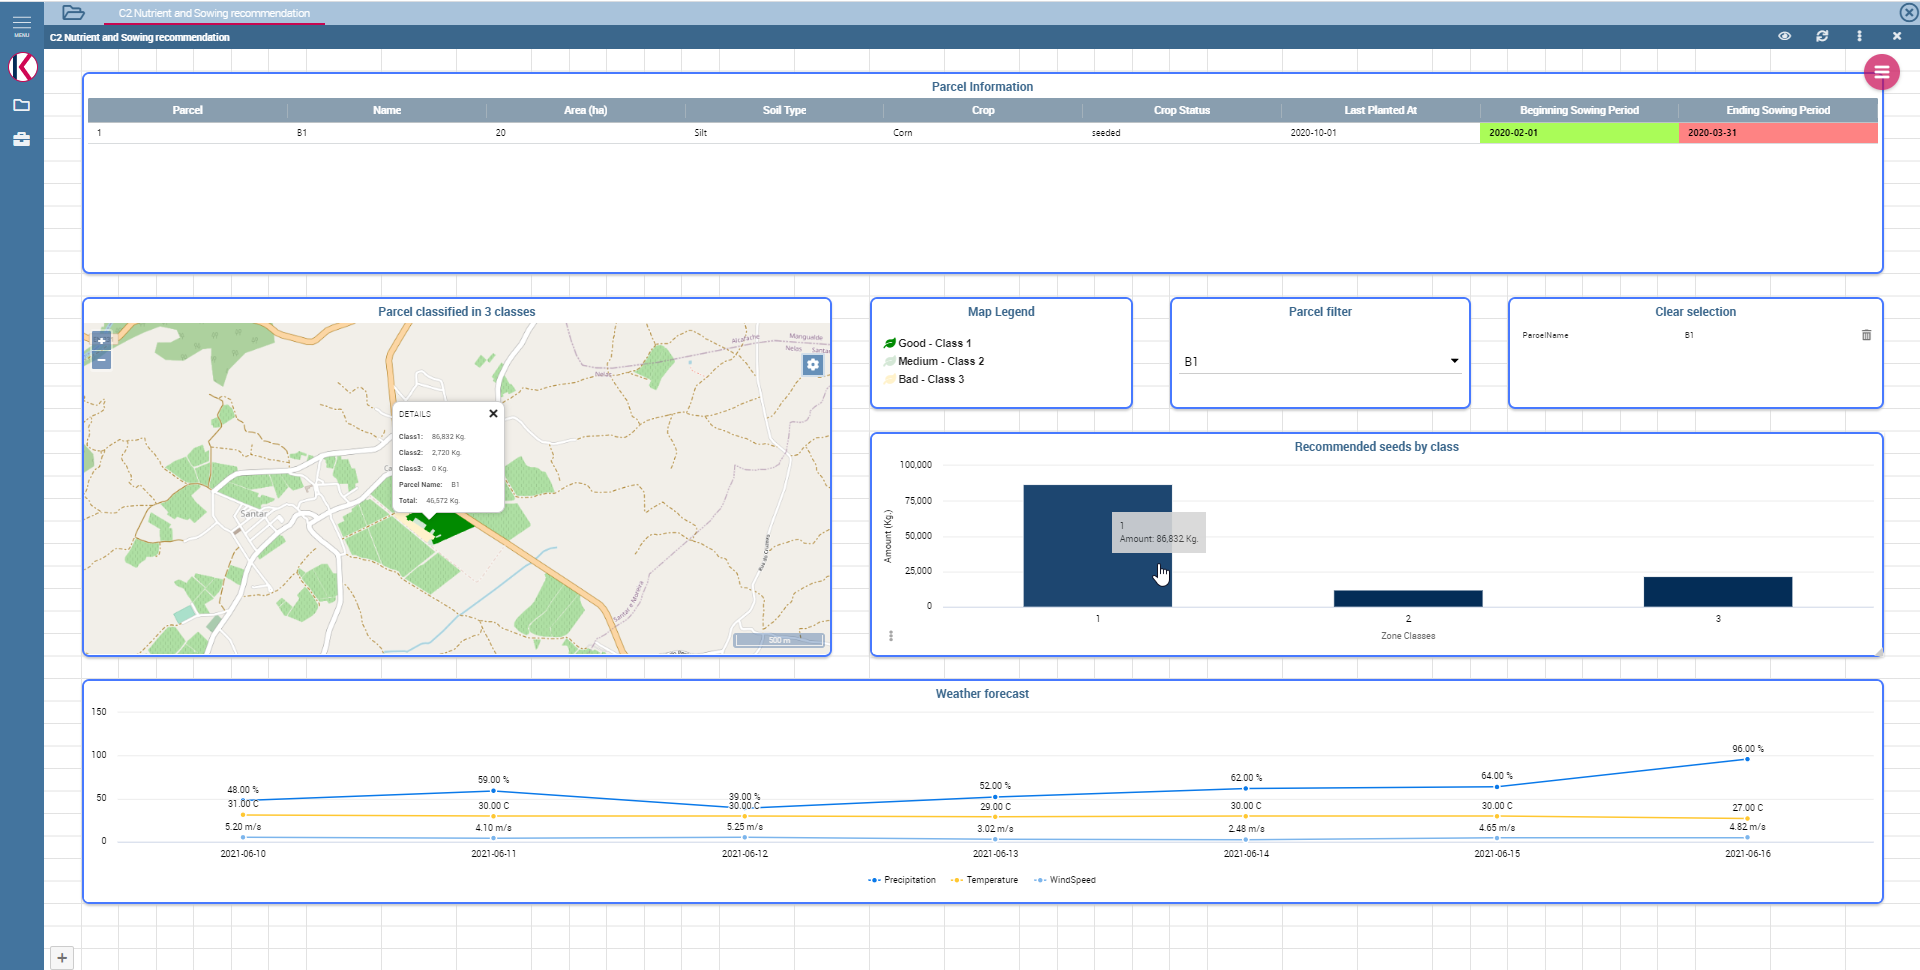 C2 Nutrient and Sowing recommendation
MENU
C2 Nutrient and Sowing recommendation
K
Parcel Information
Parcel Name Area (ha) Soil Type Crop Crop Status Last Planted At Beginning Sowing Period Ending Sowing Period
1 B1 20 Silt Corn seeded 2020-10-01 2020-02-01 2020-03-31
Parcel classified in 3 classes
+
−
Alcafache
Mangualde
Nelas
Santar
Nelas
Santar
Santar e Moreira
500 m
DETAILS
Class1: 86,832 Kg.
Class2: 2,720 Kg.
Class3: 0 Kg.
Parcel Name: B1
Total: 46,572 Kg.
Map Legend
Good - Class 1
Medium - Class 2
Bad - Class 3
Parcel filter
B1
Clear selection
ParcelName B1
Recommended seeds by class
100,000
75,000
50,000
25,000
0
Amount (Kg.)
1
Amount: 86,832 Kg.
1 2 3
Zone Classes
Weather forecast
150
100
50
0
48.00 % 59.00 % 39.00 % 52.00 % 62.00 % 64.00 % 96.00 %
31.00 C 30.00 C 30.00 C 29.00 C 30.00 C 30.00 C 27.00 C
5.20 m/s 4.10 m/s 5.25 m/s 3.02 m/s 2.48 m/s 4.65 m/s 4.82 m/s
2021-06-10 2021-06-11 2021-06-12 2021-06-13 2021-06-14 2021-06-15 2021-06-16
Precipitation Temperature WindSpeed
+